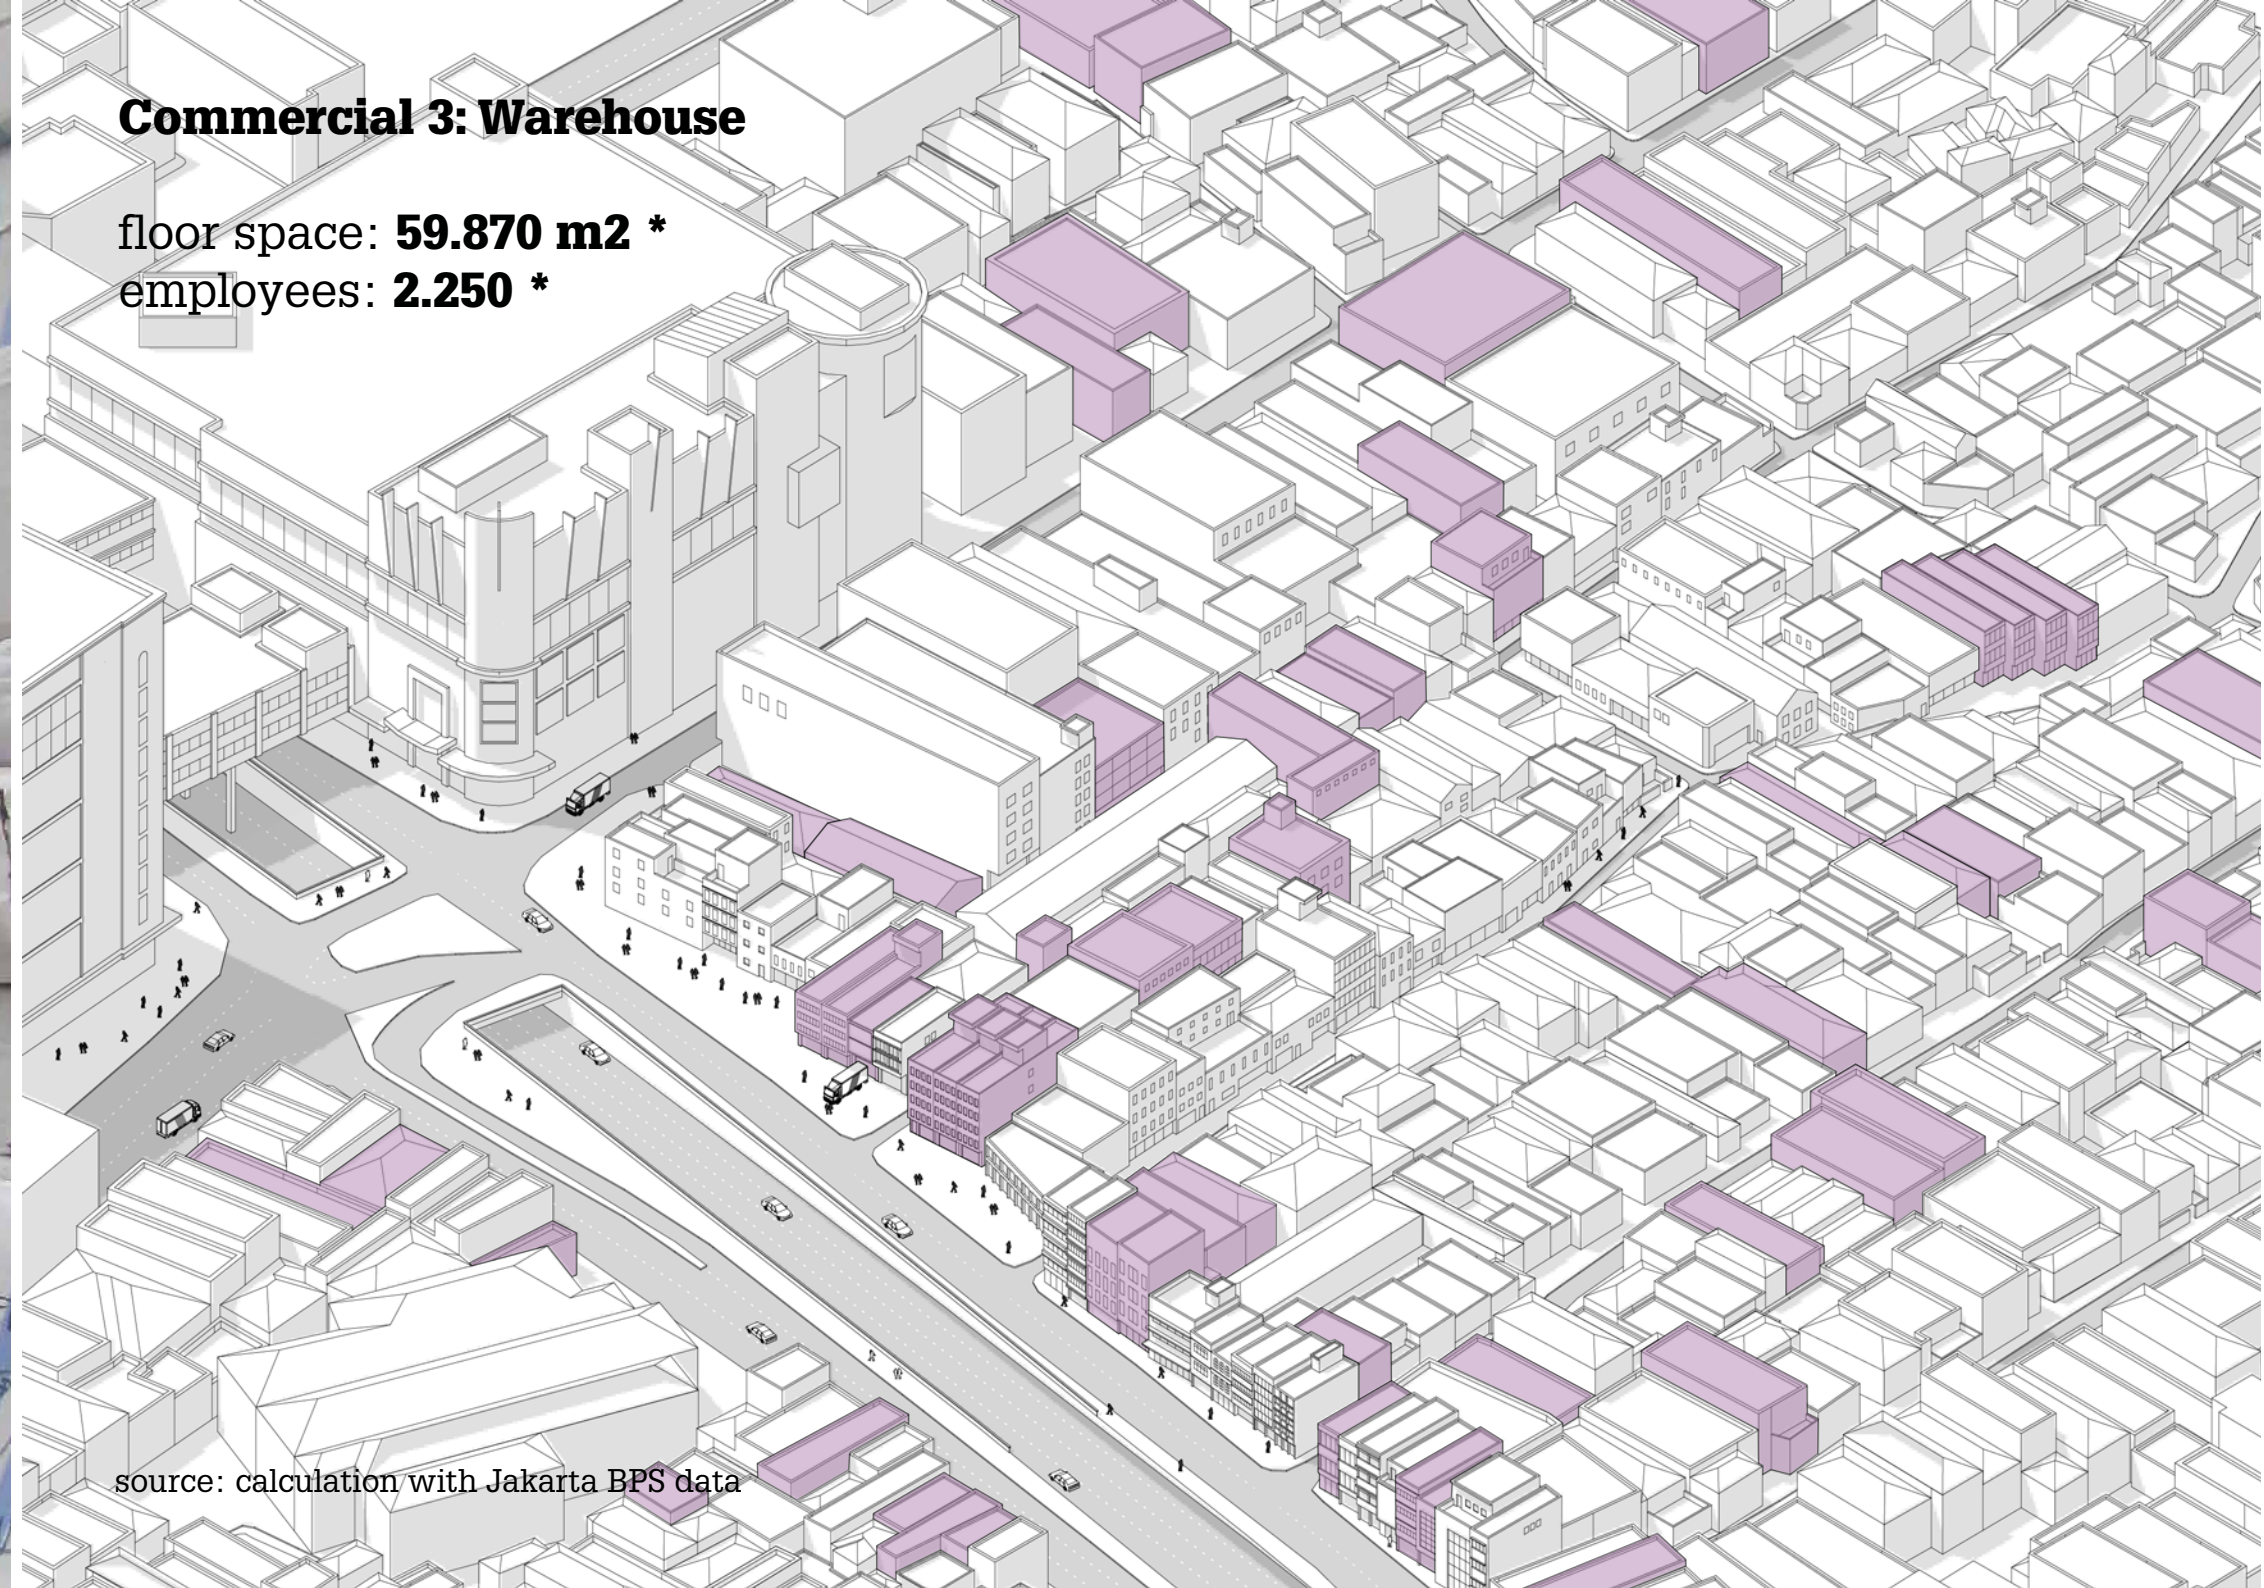 Commercial 3: Warehouse
floor space: 59.870 m2 *
employees: 2.250 *
source: calculation with Jakarta BPS data